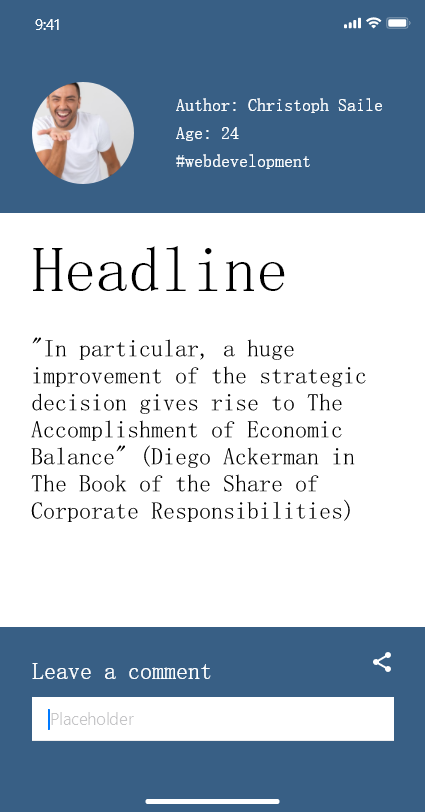 9:41
Author: Christoph Saile
Age: 24
#webdevelopment
Headline
"In particular, a huge
improvement of the strategic
decision gives rise to The
Accomplishment of Economic
Balance" (Diego Ackerman in
The Book of the Share of
Corporate Responsibilities)
Leave a comment
Placeholder